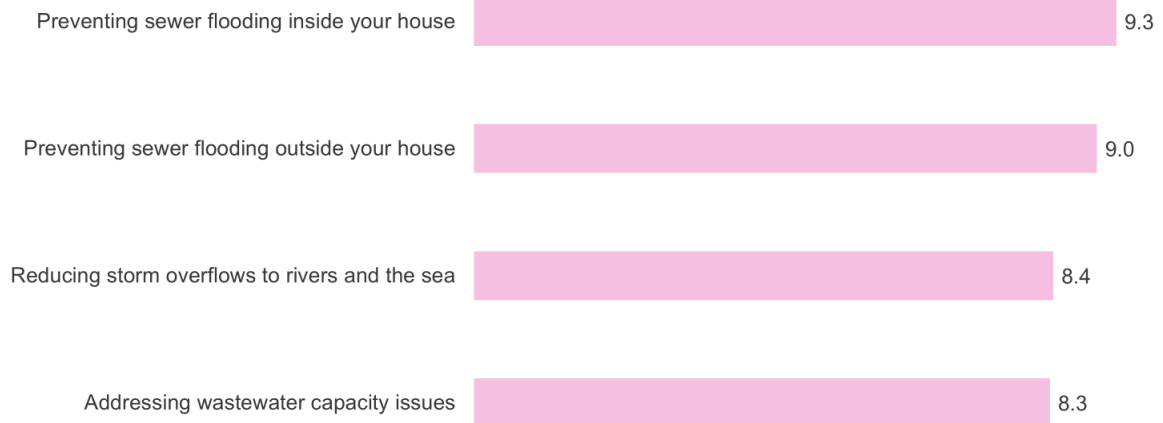 Preventing sewer flooding inside your house 9.3
Preventing sewer flooding outside your house 9.0
Reducing storm overflows to rivers and the sea 8.4
Addressing wastewater capacity issues 8.3